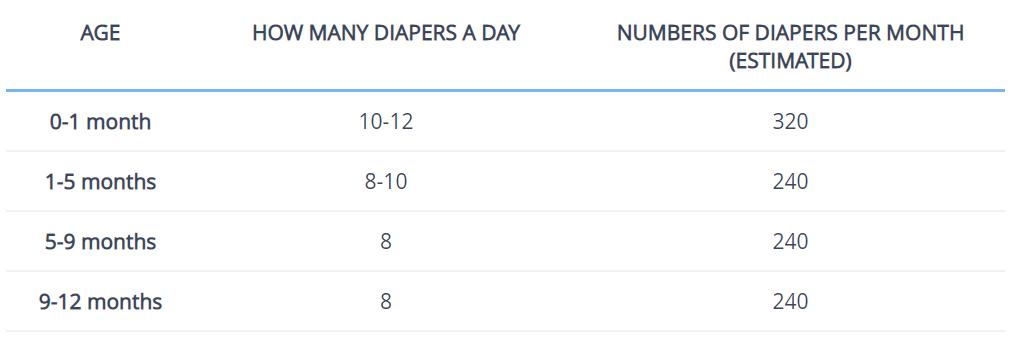 AGE HOW MANY DIAPERS A DAY NUMBERS OF DIAPERS PER MONTH
(ESTIMATED)
0-1 month 10-12 320
1-5 months 8-10 240
5-9 months 8 240
9-12 months 8 240